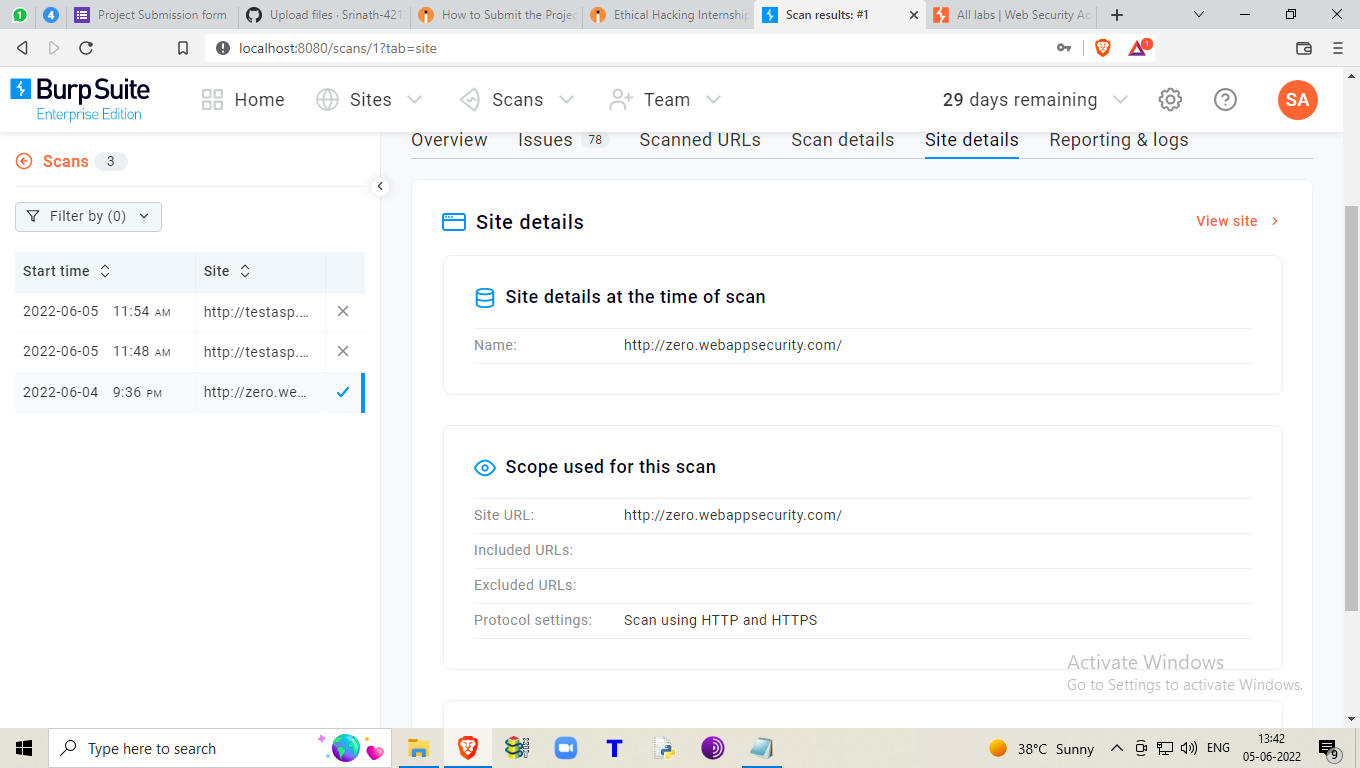 1
4
Project Submission form
Upload files · Srinath-421
How to Submit the Projec
Ethical Hacking Internship
Scan results: #1
All labs | Web Security Ac
localhost:8080/scans/1?tab=site
1
Burp Suite
Enterprise Edition
Home
Sites
Scans
Team
29 days remaining
SA
Scans 3
Overview
Issues 78
Scanned URLs
Scan details
Site details
Reporting & logs
Filter by (0)
Start time
Site
2022-06-05 11:54 AM http://testasp....
2022-06-05 11:48 AM http://testasp....
2022-06-04 9:36 PM http://zero.we...
Site details
View site
Site details at the time of scan
Name: http://zero.webappsecurity.com/
Scope used for this scan
Site URL: http://zero.webappsecurity.com/
Included URLs:
Excluded URLs:
Protocol settings: Scan using HTTP and HTTPS
Activate Windows
Go to Settings to activate Windows.
Type here to search
T
38°C Sunny
ENG
13:42
05-06-2022
9